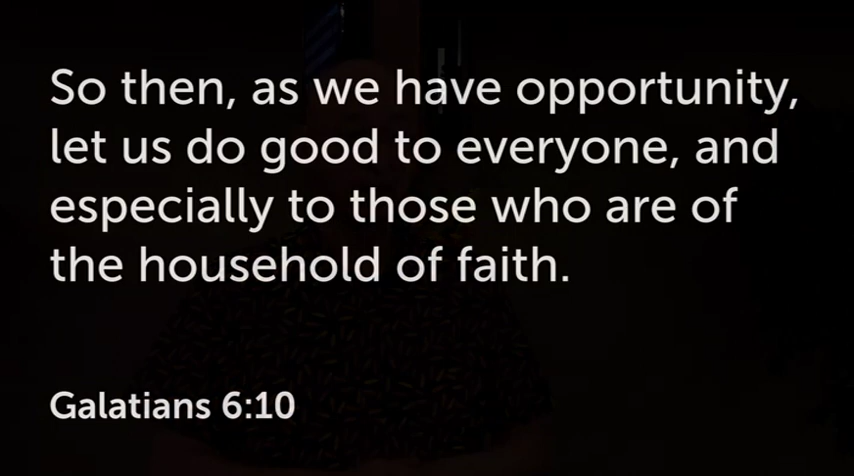 So then, as we have opportunity,
let us do good to everyone, and
especially to those who are of
the household of faith.
Galatians 6:10